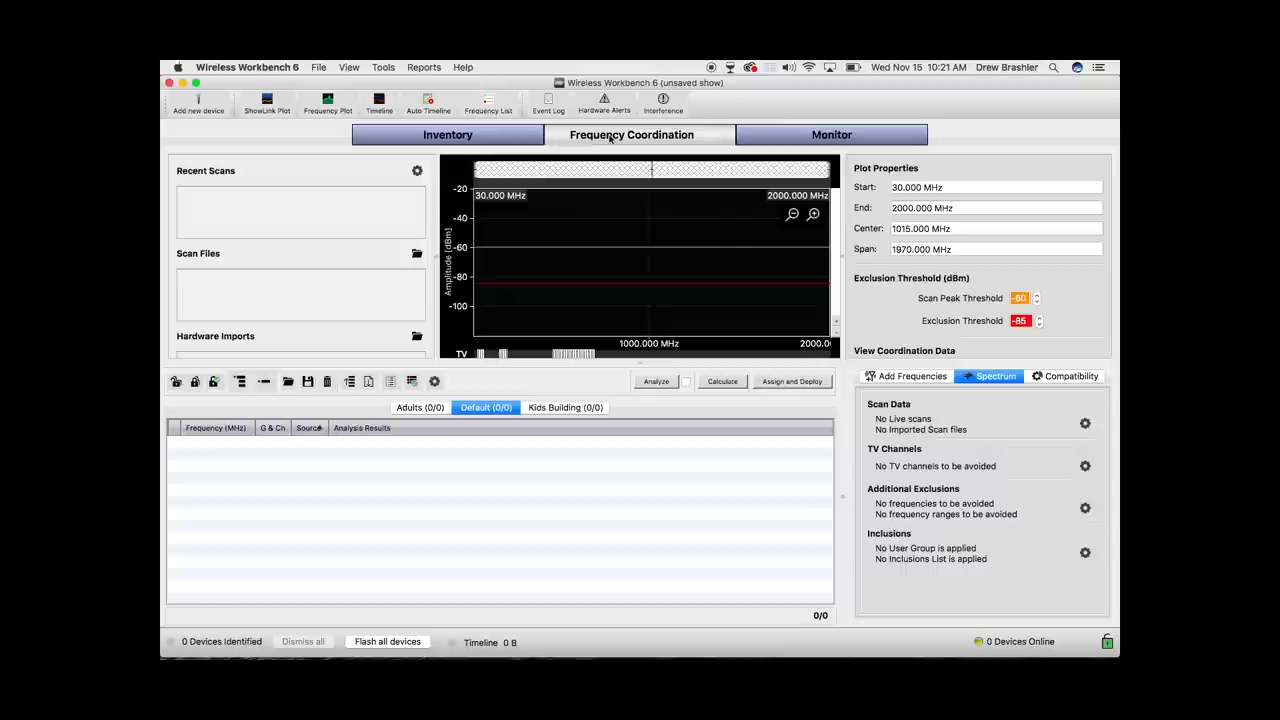 Wireless Workbench 6 File View Tools Reports Help Wed Nov 15 10:21 AM Drew Brashler
Wireless Workbench 6 (unsaved show)
Add new device ShowLink Plot Frequency Plot Timeline Auto Timeline Frequency List Event Log Hardware Alerts Interference
Inventory Frequency Coordination Monitor
Recent Scans
Scan Files
Hardware Imports
-20
-40
-60
-80
-100
Amplitude [dBm]
30.000 MHz 2000.000 MHz
1000.000 MHz 2000.0
TV
Plot Properties
Start: 30.000 MHz
End: 2000.000 MHz
Center: 1015.000 MHz
Span: 1970.000 MHz
Exclusion Threshold (dBm)
Scan Peak Threshold -60
Exclusion Threshold -85
View Coordination Data
Analyze Calculate Assign and Deploy
Add Frequencies Spectrum Compatibility
Adults (0/0) Default (0/0) Kids Building (0/0)
Frequency (MHz) G & Ch Source Analysis Results
0/0
Scan Data
No Live scans
No Imported Scan files
TV Channels
No TV channels to be avoided
Additional Exclusions
No frequencies to be avoided
No frequency ranges to be avoided
Inclusions
No User Group is applied
No Inclusions List is applied
0 Devices Identified Dismiss all Flash all devices Timeline 0 B 0 Devices Online